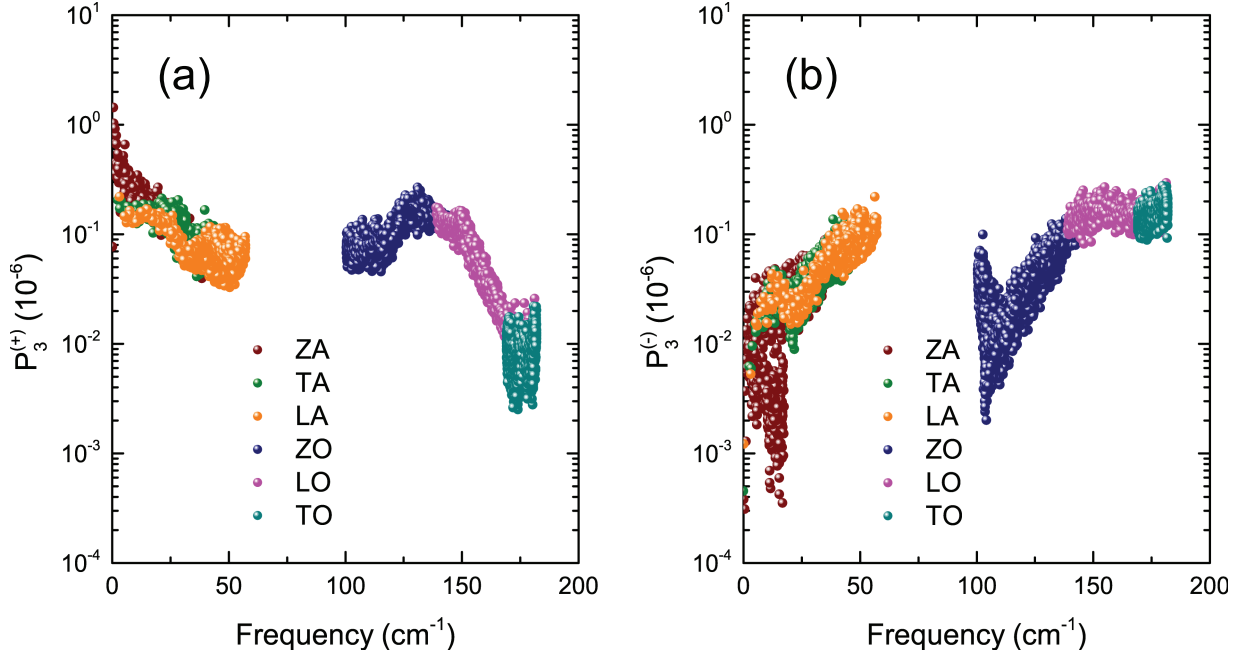 (a)
P₃⁽⁺⁾ (10⁻⁶)
10¹
10⁰
10⁻¹
10⁻²
10⁻³
10⁻⁴
ZA
TA
LA
ZO
LO
TO
0 50 100 150 200
Frequency (cm⁻¹)
(b)
P₃⁽⁻⁾ (10⁻⁶)
10¹
10⁰
10⁻¹
10⁻²
10⁻³
10⁻⁴
ZA
TA
LA
ZO
LO
TO
0 50 100 150 200
Frequency (cm⁻¹)